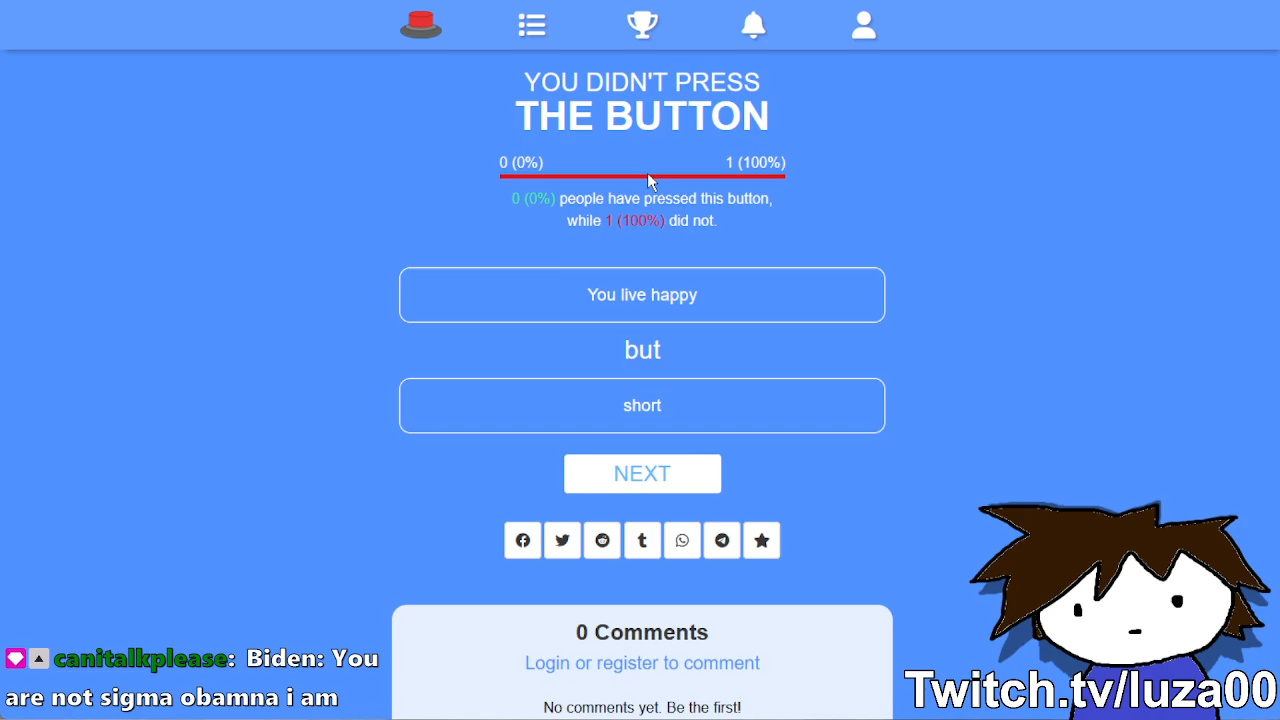 YOU DIDN'T PRESS
THE BUTTON
0 (0%) 1 (100%)
0 (0%) people have pressed this button,
while 1 (100%) did not.
You live happy
but
short
NEXT
0 Comments
Login or register to comment
No comments yet. Be the first!
canitalkplease: Biden: You
are not sigma obamna i am
Twitch.tv/luza00